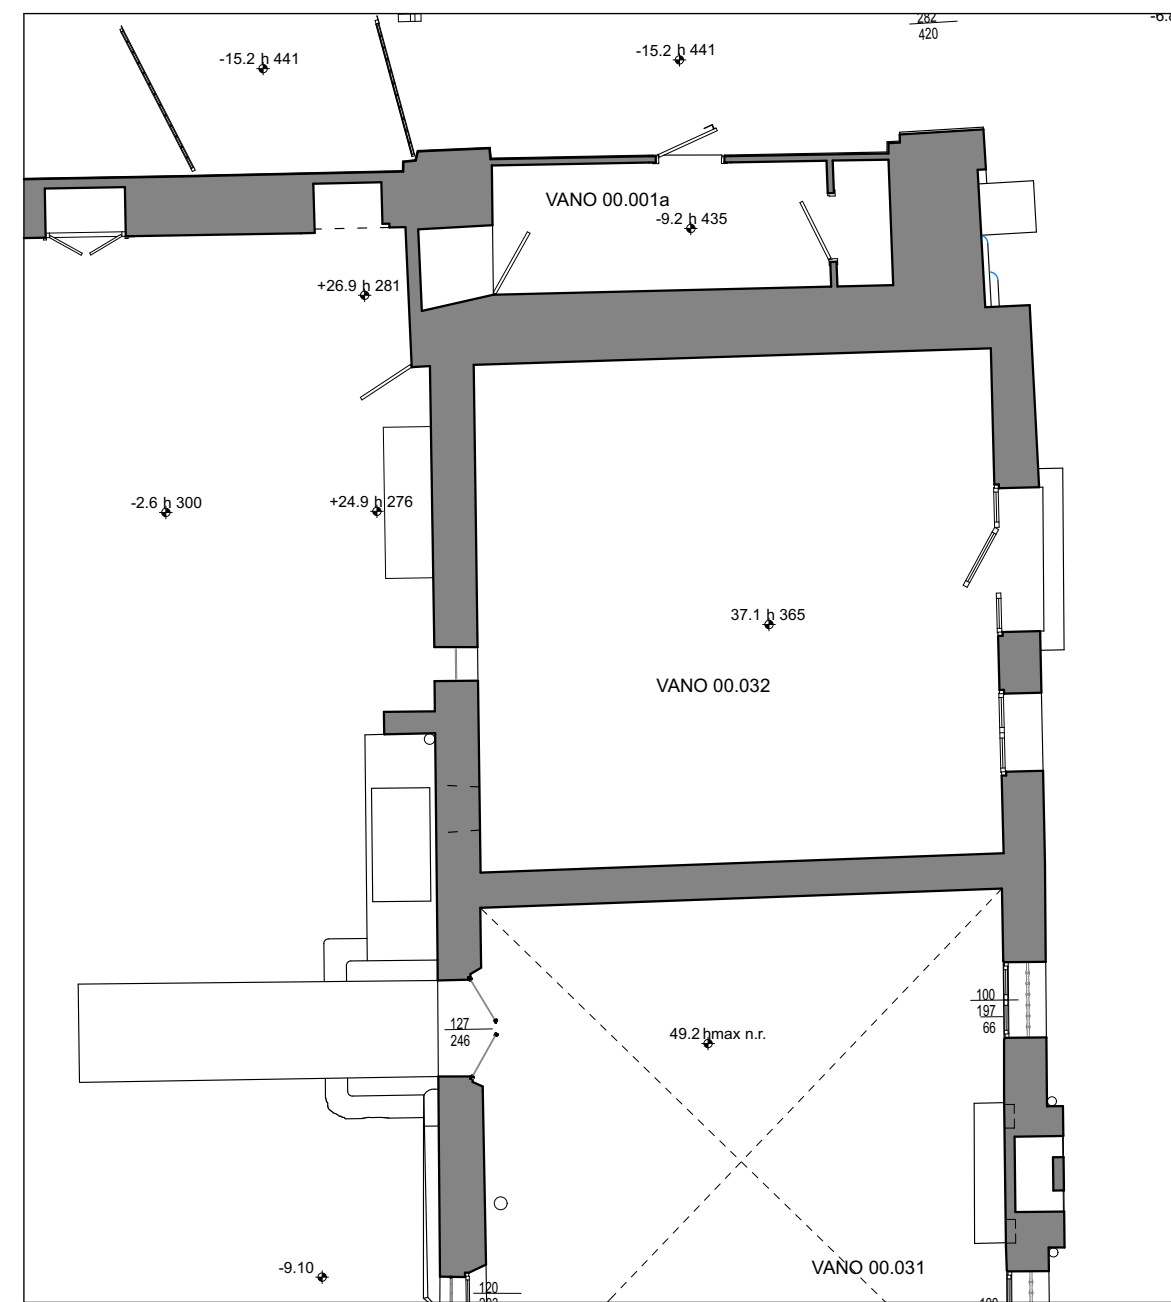 282
420
-15.2 h 441
-15.2 h 441
VANO 00.001a
-9.2 h 435
+26.9 h 281
-2.6 h 300
+24.9 h 276
37.1 h 365
VANO 00.032
100
197
66
127
246
49.2 hmax n.r.
VANO 00.031
-9.10
120